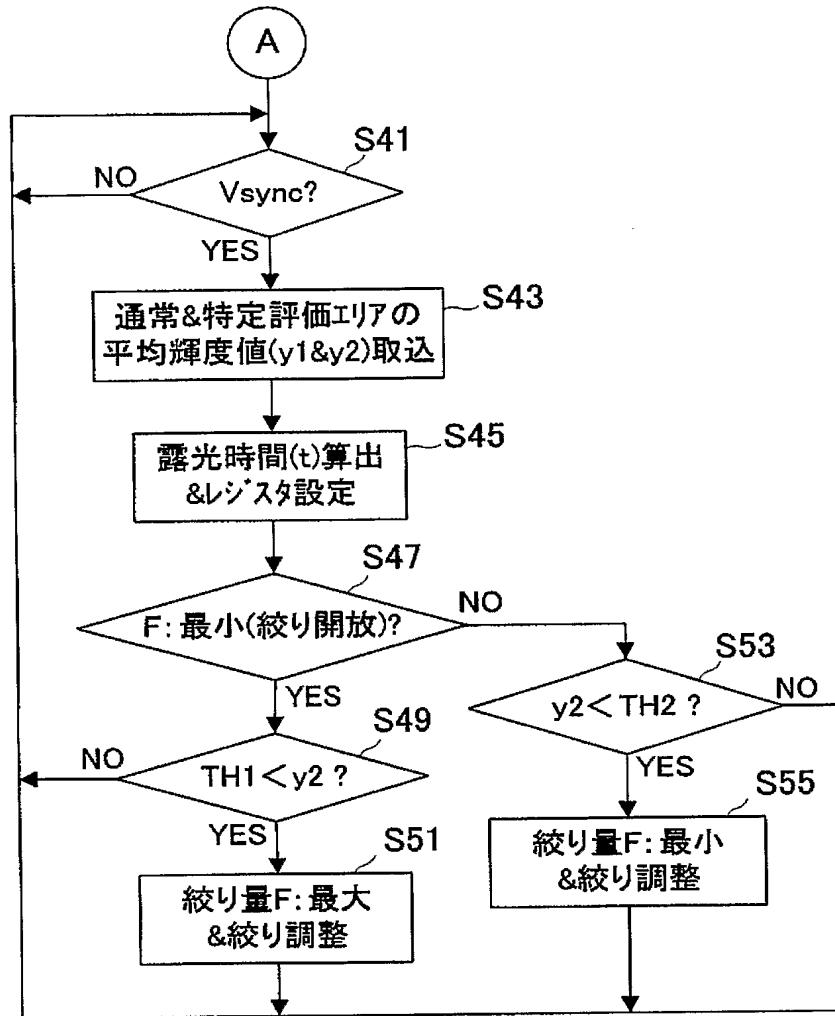 A
S41
NO
Vsync?
YES
S43
通常&特定評価エリアの
平均輝度値(y1&y2)取込
S45
露光時間(t)算出
&レジスタ設定
S47
F:最小(絞り開放)?
NO
YES
S53
y2<TH2 ?
NO
YES
S49
NO
TH1<y2 ?
YES
S55
絞り量F:最小
&絞り調整
S51
絞り量F:最大
&絞り調整